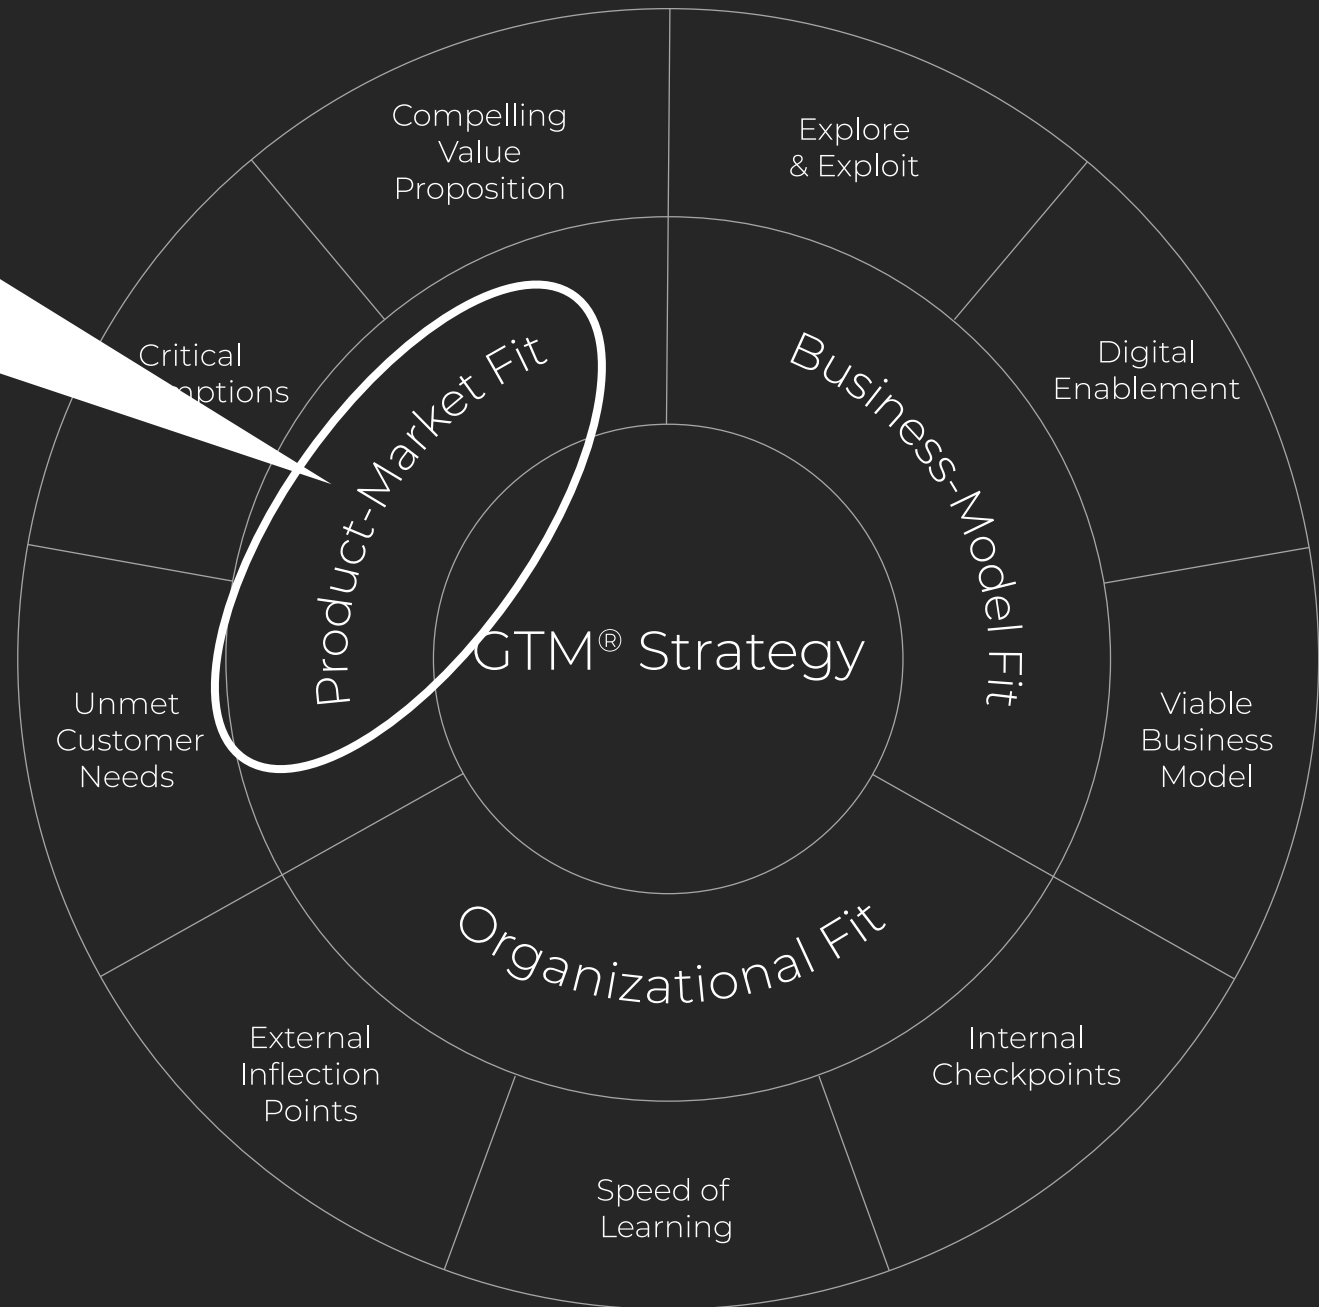 Compelling
Value
Proposition
Explore
& Exploit
Critical
Digital
Enablement
Product-Market Fit
Business-Model Fit
GTM® Strategy
Unmet
Customer
Needs
Viable
Business
Model
Organizational Fit
External
Inflection
Points
Internal
Checkpoints
Speed of
Learning